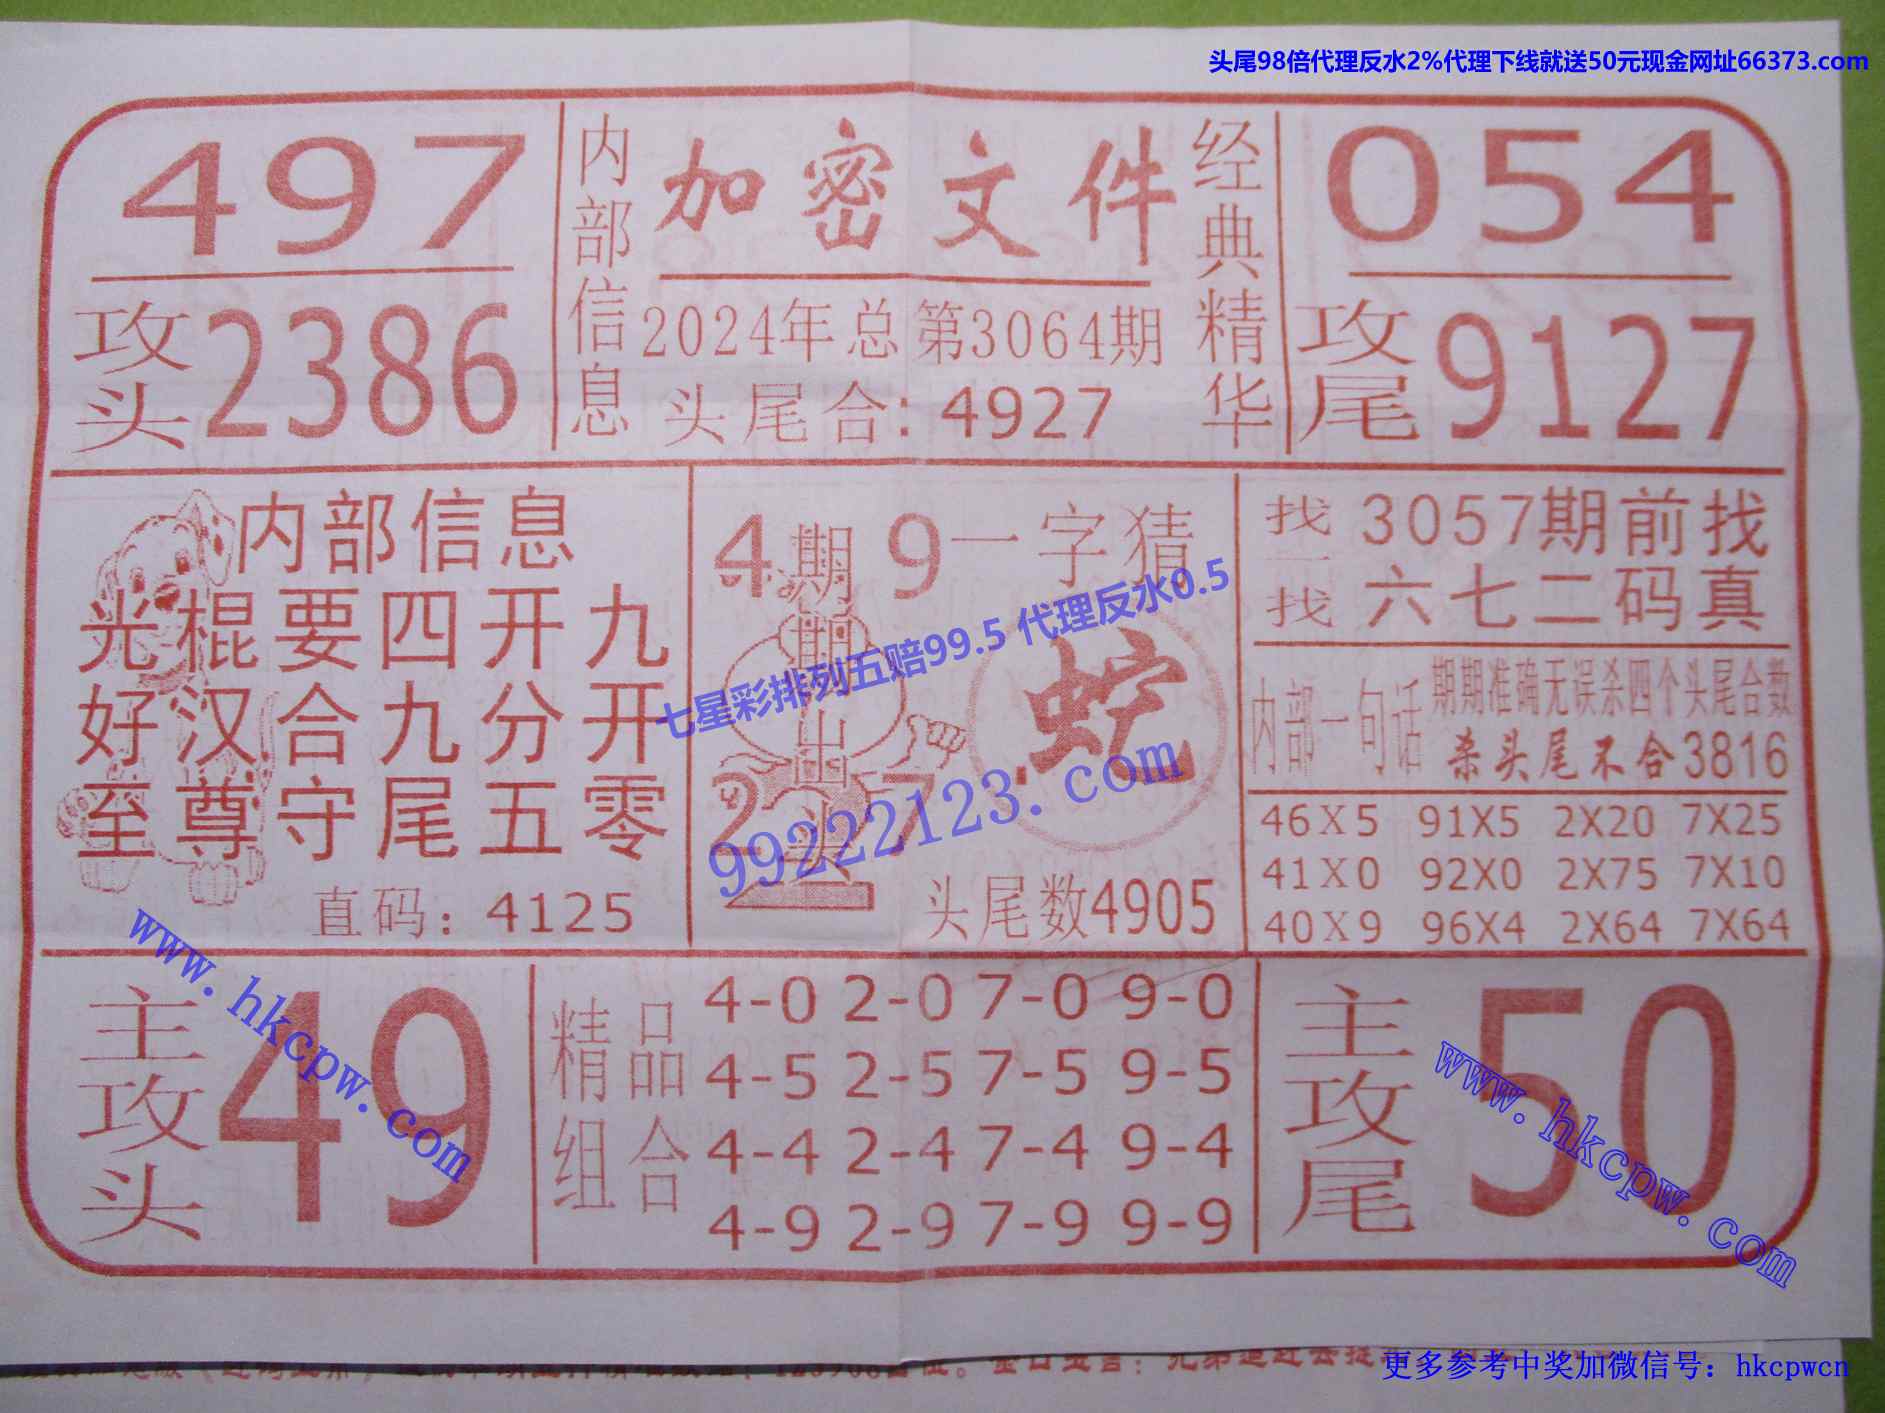 头尾98倍代理反水2%代理下线就送50元现金网址66373.com
497
攻头
2386
内部信息
加密文件
2024年总第3064期
头尾合:4927
经典精华
054
攻尾
9127
内部信息
光棍要四开九
好汉合九分开
至尊守尾五零
直码:4125
4期9
期
出
2 7
一字猜
蛇
头尾数4905
七星彩排列五赔99.5 代理反水0.5
99222123.com
找一找
3057期前找
六七二码真
内部一句话
期期准确无误杀四个头尾合数
杀头尾不合3816
46X5 91X5 2X20 7X25
41X0 92X0 2X75 7X10
40X9 96X4 2X64 7X64
主攻头
49
www.hkcpw.com
精品组合
4-0 2-0 7-0 9-0
4-5 2-5 7-5 9-5
4-4 2-4 7-4 9-4
4-9 2-9 7-9 9-9
主攻尾
50
www.hkcpw.com
更多参考中奖加微信号：hkcpwcn